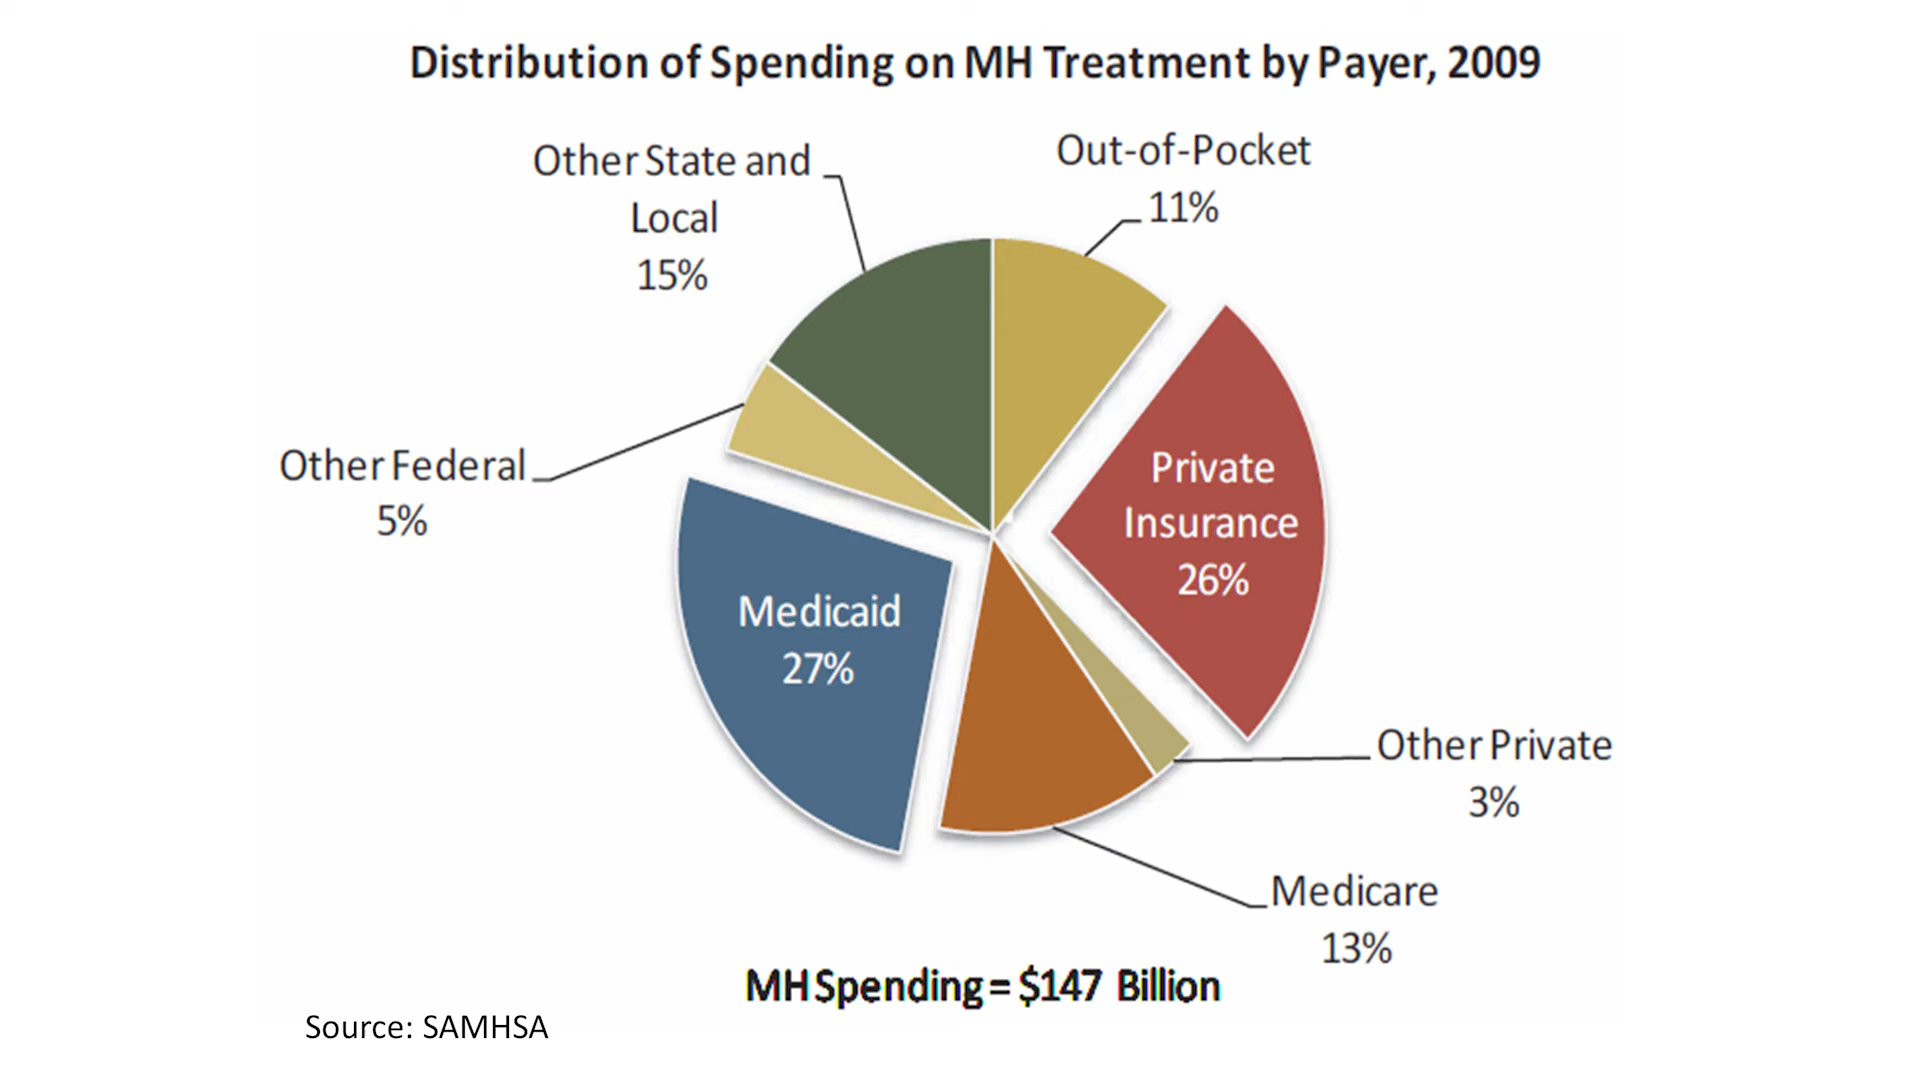 Distribution of Spending on MH Treatment by Payer, 2009
Other State and
Local
15%
Out-of-Pocket
11%
Private
Insurance
26%
Other Federal
5%
Medicaid
27%
Other Private
3%
Medicare
13%
MH Spending = $147 Billion
Source: SAMHSA